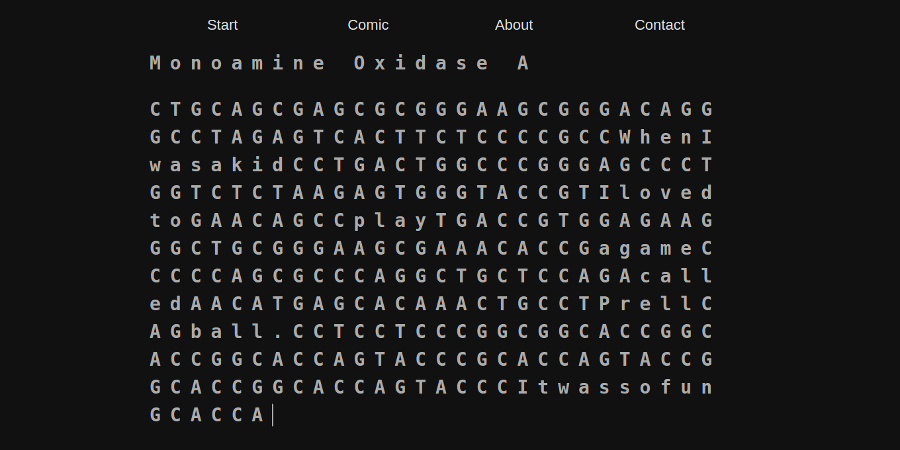 Start Comic About Contact
Monoamine Oxidase A
CTGCAGCGAGCGCGGGAAGCGGGACAGG
GCCTAGAGTCACTTCTCCCCGCCWhenI
wasakidCCTGACTGGCCCGGGAGCCCT
GGTCTCTAAGAGTGGGTACCGTIloved
toGAACAGCCplayTGACCGTGGAGAAG
GGCTGCGGGAAGCGAAACACCGagameC
CCCCAGCGCCCAGGCTGCTCCAGAcall
edAACATGAGCACAAACTGCCTPrellC
AGball.CCTCCTCCCGGCGGCACCGGC
ACCGGCACCAGTACCCGCACCAGTACCG
GCACCGGCACCAGTACCCItwassofun
GCACCA